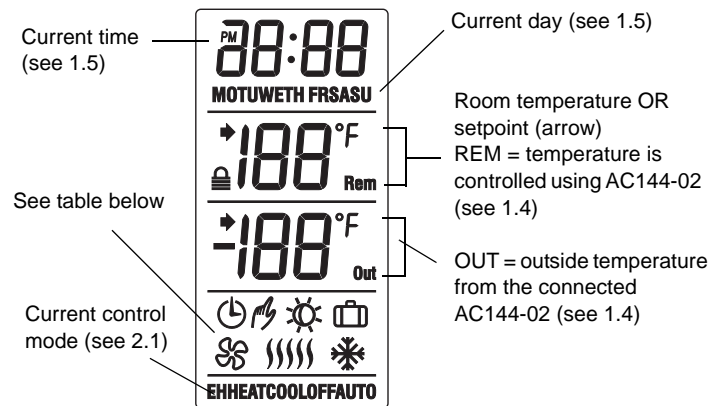 Current time
(see 1.5)
PM 88:88
MOTUWETH FRSASU
Current day (see 1.5)
188°F
Rem
Room temperature OR
setpoint (arrow)
REM = temperature is
controlled using AC144-02
(see 1.4)
See table below
-188°F
Out
OUT = outside temperature
from the connected
AC144-02 (see 1.4)
Current control
mode (see 2.1)
EHHEATCOOLOFFAUTO